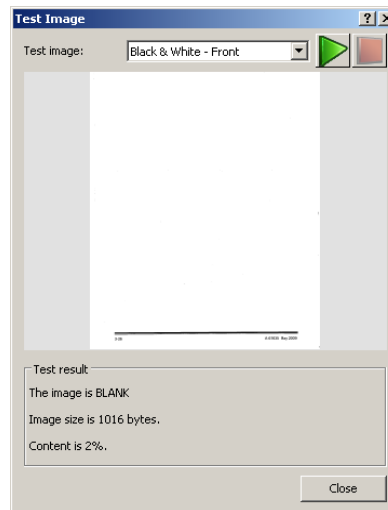 Test Image
Test image:
Black & White - Front
Test result
The image is BLANK
Image size is 1016 bytes.
Content is 2%.
Close